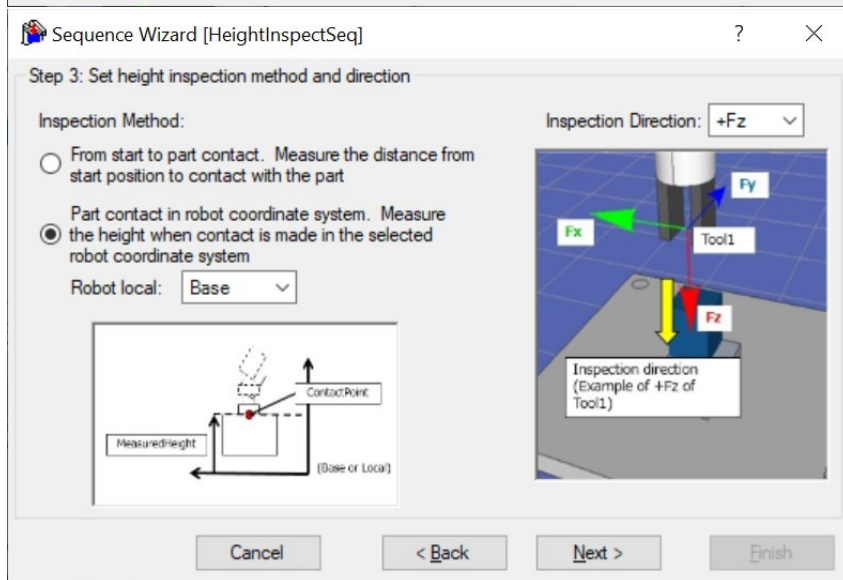 Sequence Wizard [HeightInspectSeq]
?
Step 3: Set height inspection method and direction
Inspection Method:
From start to part contact. Measure the distance from
start position to contact with the part
Part contact in robot coordinate system. Measure
the height when contact is made in the selected
robot coordinate system
Robot local:
Base
ContactPoint
MeasuredHeight
(Base or Local)
Inspection Direction:
+Fz
Fy
Fx
Tool1
Fz
Inspection direction
(Example of +Fz of
Tool1)
Cancel
< Back
Next >
Finish